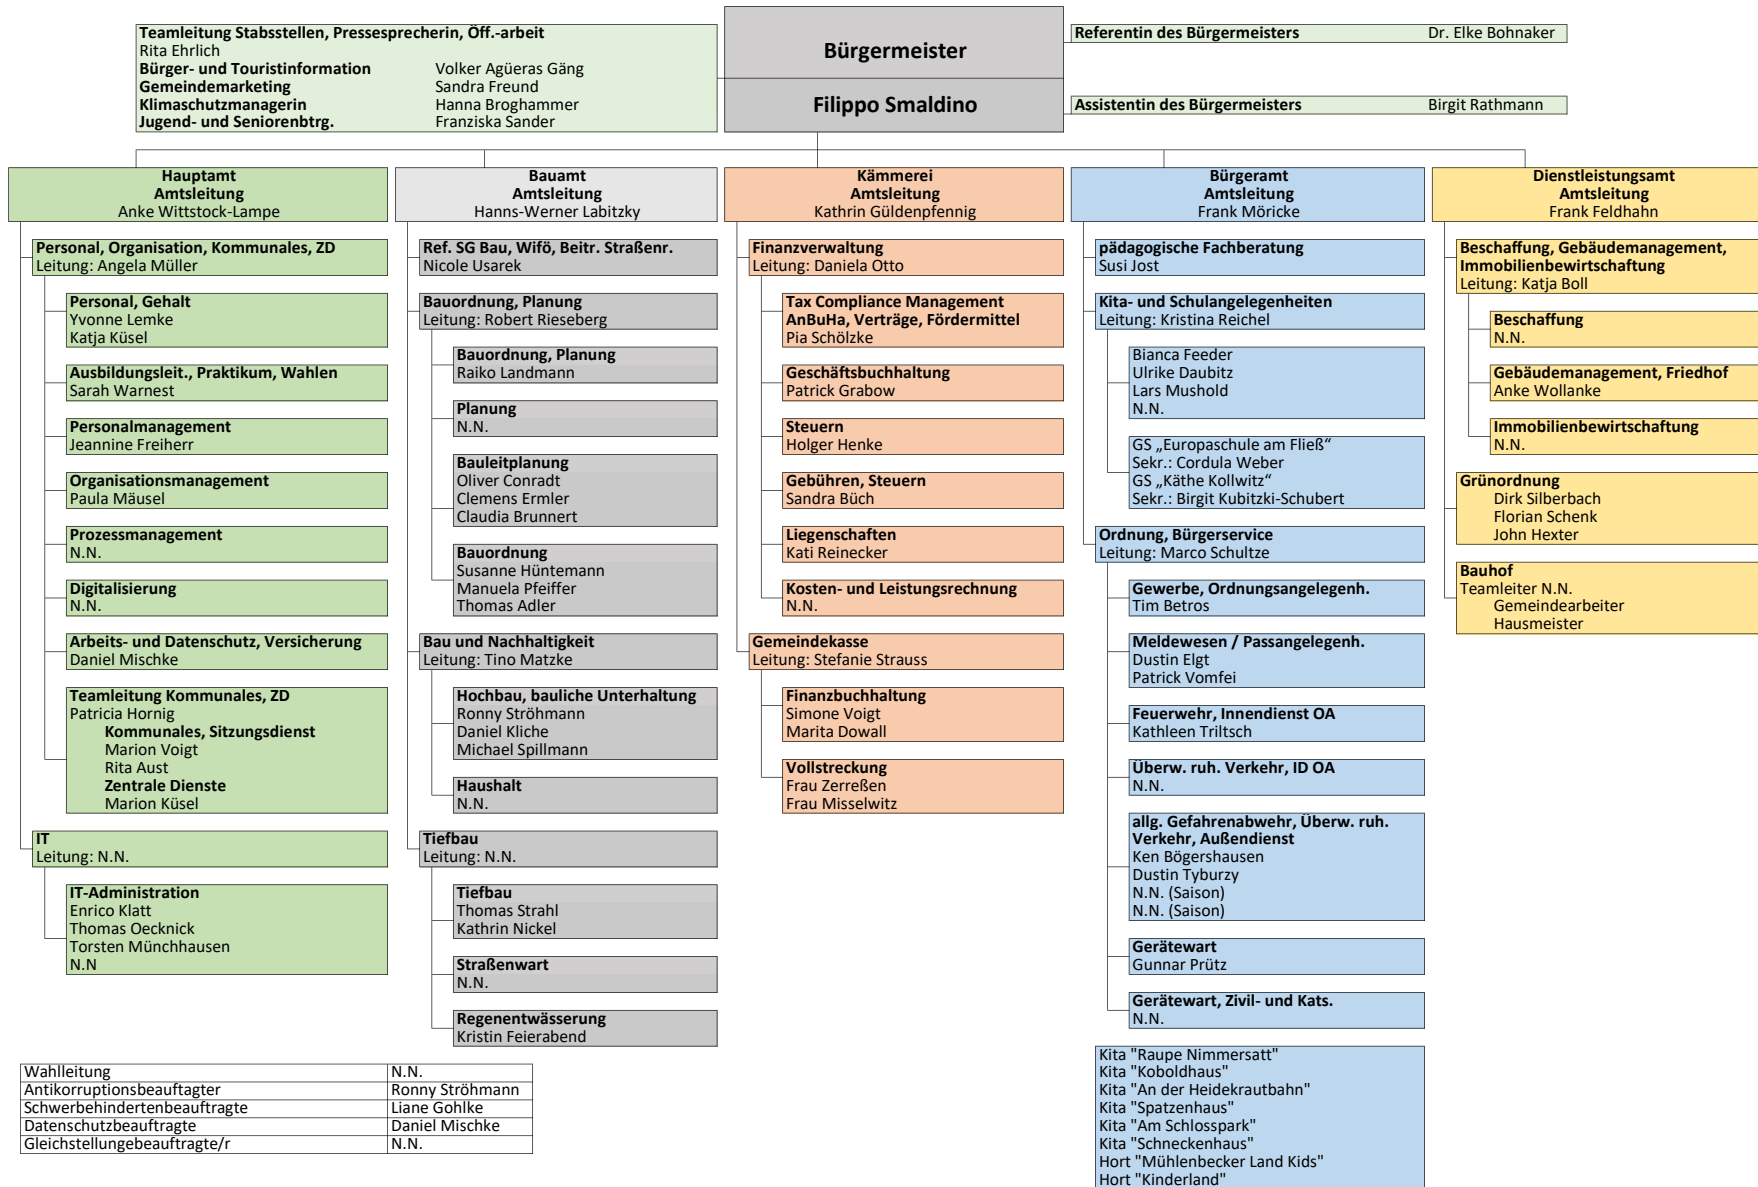 Teamleitung Stabsstellen, Pressesprecherin, Öff.-arbeit
Rita Ehrlich
Bürger- und Touristinformation Volker Agüeras Gäng
Gemeindemarketing Sandra Freund
Klimaschutzmanagerin Hanna Broghammer
Jugend- und Seniorenbtrg. Franziska Sander
Bürgermeister
Filippo Smaldino
Referentin des Bürgermeisters Dr. Elke Bohnaker
Assistentin des Bürgermeisters Birgit Rathmann
Hauptamt
Amtsleitung
Anke Wittstock-Lampe
Personal, Organisation, Kommunales, ZD
Leitung: Angela Müller
Personal, Gehalt
Yvonne Lemke
Katja Küsel
Ausbildungsleit., Praktikum, Wahlen
Sarah Warnest
Personalmanagement
Jeannine Freiherr
Organisationsmanagement
Paula Mäusel
Prozessmanagement
N.N.
Digitalisierung
N.N.
Arbeits- und Datenschutz, Versicherung
Daniel Mischke
Teamleitung Kommunales, ZD
Patricia Hornig
Kommunales, Sitzungsdienst
Marion Voigt
Rita Aust
Zentrale Dienste
Marion Küsel
IT
Leitung: N.N.
IT-Administration
Enrico Klatt
Thomas Oecknick
Torsten Münchhausen
N.N
Bauamt
Amtsleitung
Hanns-Werner Labitzky
Ref. SG Bau, Wifö, Beitr. Straßenr.
Nicole Usarek
Bauordnung, Planung
Leitung: Robert Rieseberg
Bauordnung, Planung
Raiko Landmann
Planung
N.N.
Bauleitplanung
Oliver Conradt
Clemens Ermler
Claudia Brunnert
Bauordnung
Susanne Hüntemann
Manuela Pfeiffer
Thomas Adler
Bau und Nachhaltigkeit
Leitung: Tino Matzke
Hochbau, bauliche Unterhaltung
Ronny Ströhmann
Daniel Kliche
Michael Spillmann
Haushalt
N.N.
Tiefbau
Leitung: N.N.
Tiefbau
Thomas Strahl
Kathrin Nickel
Straßenwart
N.N.
Regenentwässerung
Kristin Feierabend
Kämmerei
Amtsleitung
Kathrin Güldenpfennig
Finanzverwaltung
Leitung: Daniela Otto
Tax Compliance Management
AnBuHa, Verträge, Fördermittel
Pia Schölzke
Geschäftsbuchhaltung
Patrick Grabow
Steuern
Holger Henke
Gebühren, Steuern
Sandra Büch
Liegenschaften
Kati Reinecker
Kosten- und Leistungsrechnung
N.N.
Gemeindekasse
Leitung: Stefanie Strauss
Finanzbuchhaltung
Simone Voigt
Marita Dowall
Vollstreckung
Frau Zerreßen
Frau Misselwitz
Bürgeramt
Amtsleitung
Frank Möricke
pädagogische Fachberatung
Susi Jost
Kita- und Schulangelegenheiten
Leitung: Kristina Reichel
Bianca Feeder
Ulrike Daubitz
Lars Mushold
N.N.
GS „Europaschule am Fließ“
Sekr.: Cordula Weber
GS „Käthe Kollwitz“
Sekr.: Birgit Kubitzki-Schubert
Ordnung, Bürgerservice
Leitung: Marco Schultze
Gewerbe, Ordnungsangelegenh.
Tim Betros
Meldewesen / Passangelegenh.
Dustin Elgt
Patrick Vomfei
Feuerwehr, Innendienst OA
Kathleen Triltsch
Überw. ruh. Verkehr, ID OA
N.N.
allg. Gefahrenabwehr, Überw. ruh.
Verkehr, Außendienst
Ken Bögershausen
Dustin Tyburzy
N.N. (Saison)
N.N. (Saison)
Gerätewart
Gunnar Prütz
Gerätewart, Zivil- und Kats.
N.N.
Kita "Raupe Nimmersatt"
Kita "Koboldhaus"
Kita "An der Heidekrautbahn"
Kita "Spatzenhaus"
Kita "Am Schlosspark"
Kita "Schneckenhaus"
Hort "Mühlenbecker Land Kids"
Hort "Kinderland"
Dienstleistungsamt
Amtsleitung
Frank Feldhahn
Beschaffung, Gebäudemanagement,
Immobilienbewirtschaftung
Leitung: Katja Boll
Beschaffung
N.N.
Gebäudemanagement, Friedhof
Anke Wollanke
Immobilienbewirtschaftung
N.N.
Grünordnung
Dirk Silberbach
Florian Schenk
John Hexter
Bauhof
Teamleiter N.N.
Gemeindearbeiter
Hausmeister
Wahlleitung N.N.
Antikorruptionsbeauftagter Ronny Ströhmann
Schwerbehindertenbeauftragte Liane Gohlke
Datenschutzbeauftragte Daniel Mischke
Gleichstellungebeauftragte/r N.N.